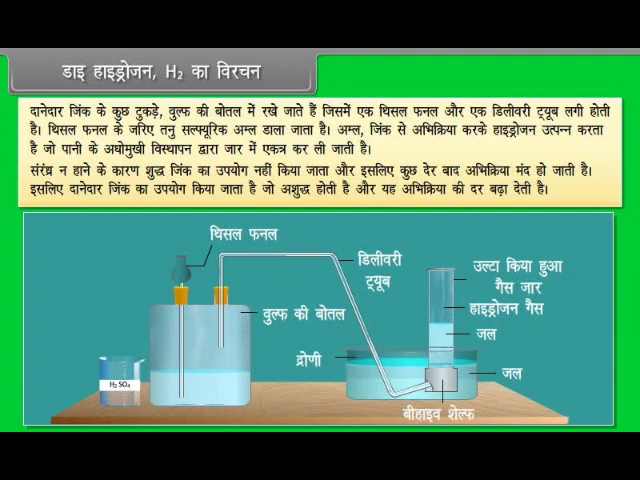 डाइ हाइड्रोजन, H₂ का विरचन
दानेदार जिंक के कुछ टुकड़े, वुल्फ की बोतल में रखे जाते हैं जिसमें एक थिसल फनल और एक डिलीवरी ट्यूब लगी होती
है। थिसल फनल के जरिए तनु सल्फ्यूरिक अम्ल डाला जाता है। अम्ल, जिंक से अभिक्रिया करके हाइड्रोजन उत्पन्न करता
है जो पानी के अधोमुखी विस्थापन द्वारा जार में एकत्र कर ली जाती है।
संरंध्र न हाने के कारण शुद्ध जिंक का उपयोग नहीं किया जाता और इसलिए कुछ देर बाद अभिक्रिया मंद हो जाती है।
इसलिए दानेदार जिंक का उपयोग किया जाता है जो अशुद्ध होती है और यह अभिक्रिया की दर बढ़ा देती है।
थिसल फनल
डिलीवरी
ट्यूब
उल्टा किया हुआ
गैस जार
हाइड्रोजन गैस
वुल्फ की बोतल
जल
द्रोणी
जल
H₂ SO₄
बीहाइव शेल्फ